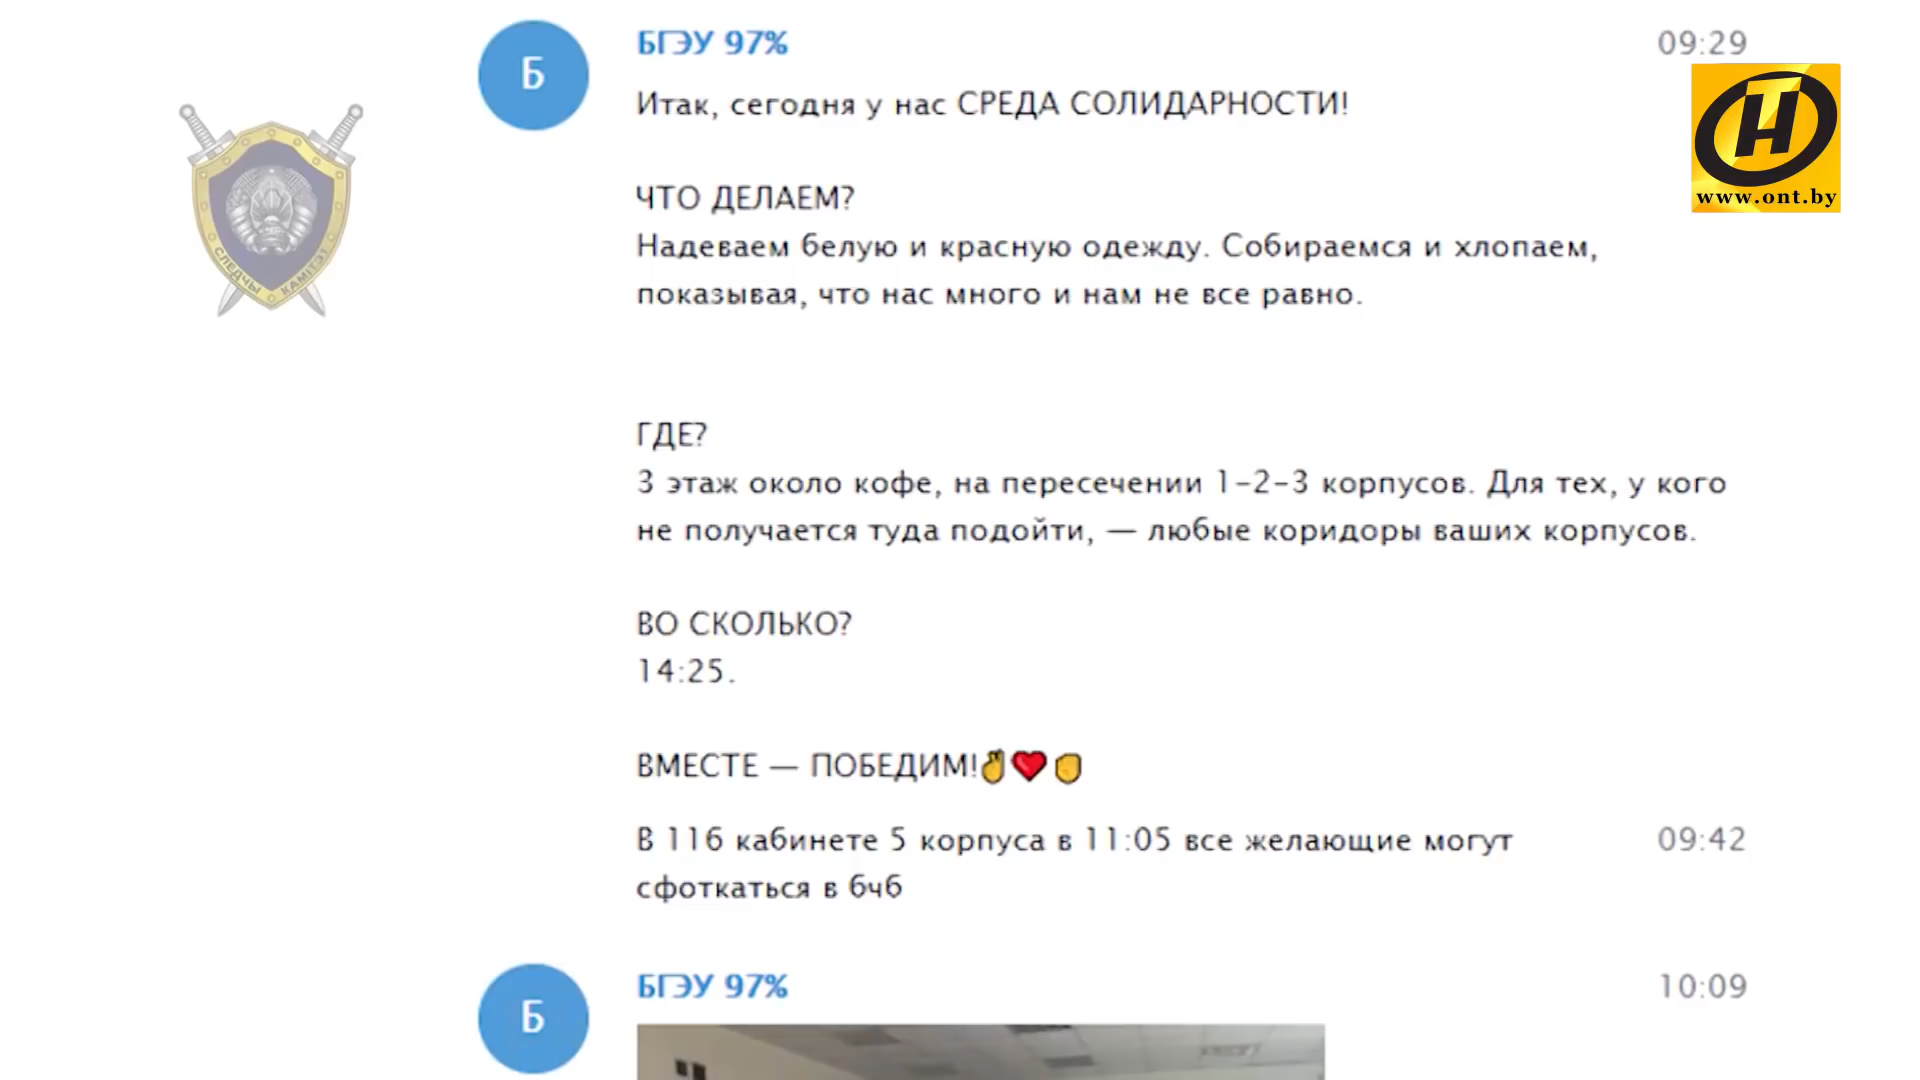 Б
БГЭУ 97%
09:29
Итак, сегодня у нас СРЕДА СОЛИДАРНОСТИ!
Н
www.ont.by
СЛЕДЧЫ КАМІТЭТ
ЧТО ДЕЛАЕМ?
Надеваем белую и красную одежду. Собираемся и хлопаем,
показывая, что нас много и нам не все равно.
ГДЕ?
3 этаж около кофе, на пересечении 1-2-3 корпусов. Для тех, у кого
не получается туда подойти, — любые коридоры ваших корпусов.
ВО СКОЛЬКО?
14:25.
ВМЕСТЕ — ПОБЕДИМ!✌❤✊
В 116 кабинете 5 корпуса в 11:05 все желающие могут
09:42
сфоткаться в бчб
Б
БГЭУ 97%
10:09